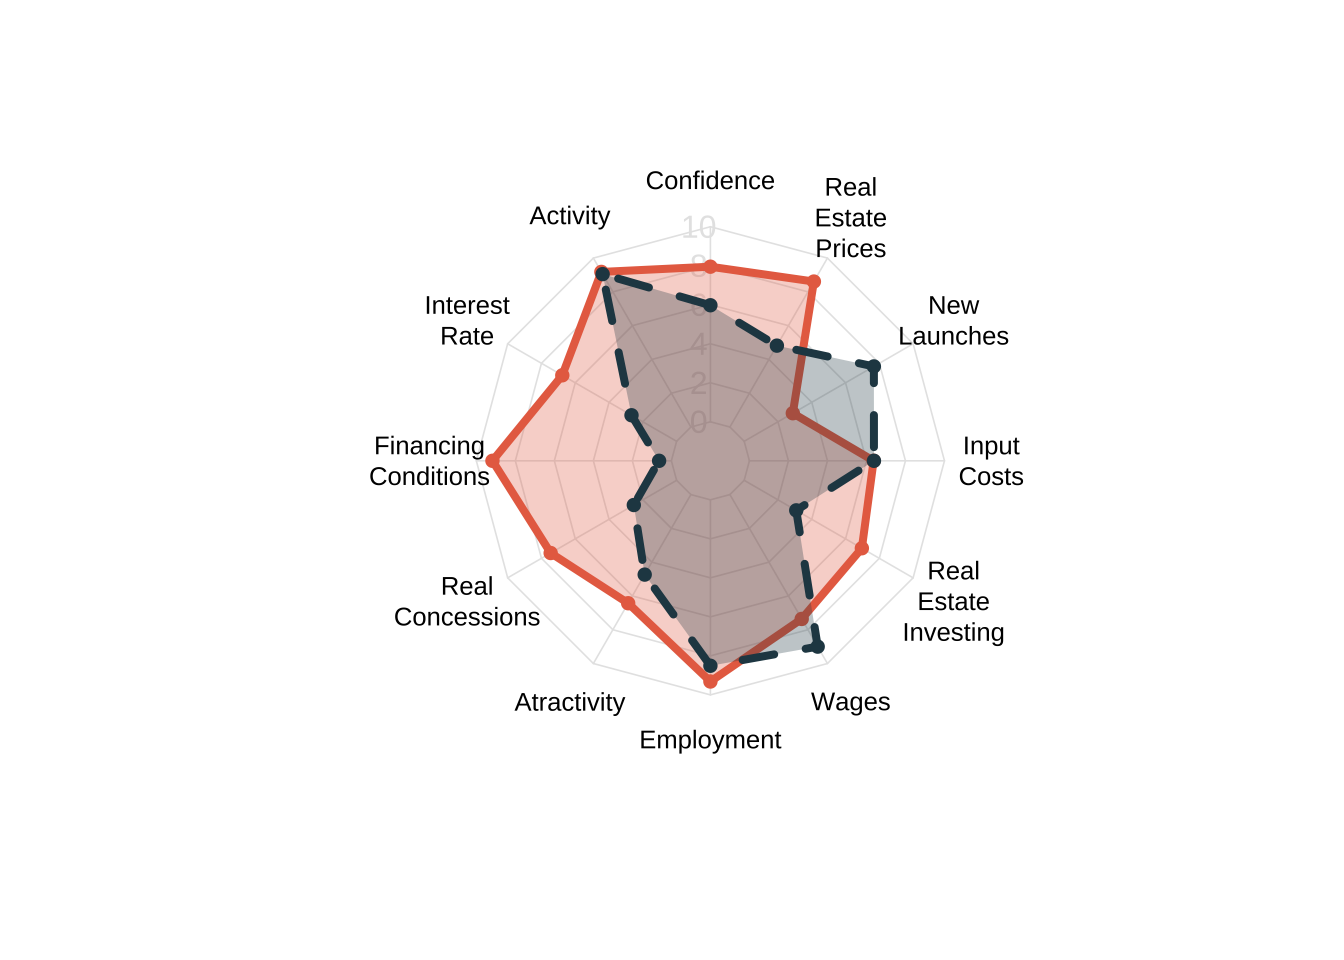 Confidence
Real
Estate
Prices
Activity
10
8
6
4
2
0
New
Launches
Interest
Rate
Input
Costs
Financing
Conditions
Real
Estate
Investing
Real
Concessions
Wages
Atractivity
Employment